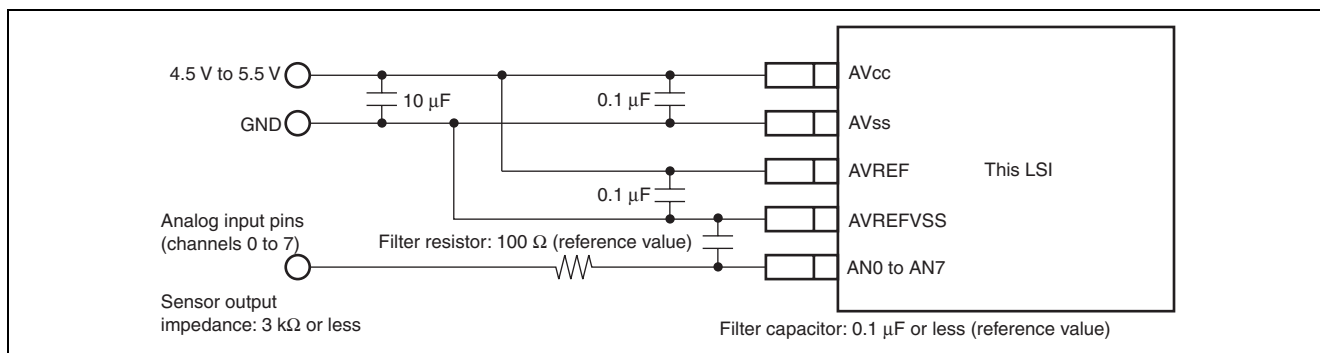 4.5 V to 5.5 V
AVcc
10 μF
0.1 μF
GND
AVss
AVREF
This LSI
0.1 μF
AVREFVSS
Analog input pins
(channels 0 to 7)
Filter resistor: 100 Ω (reference value)
AN0 to AN7
Sensor output
impedance: 3 kΩ or less
Filter capacitor: 0.1 μF or less (reference value)